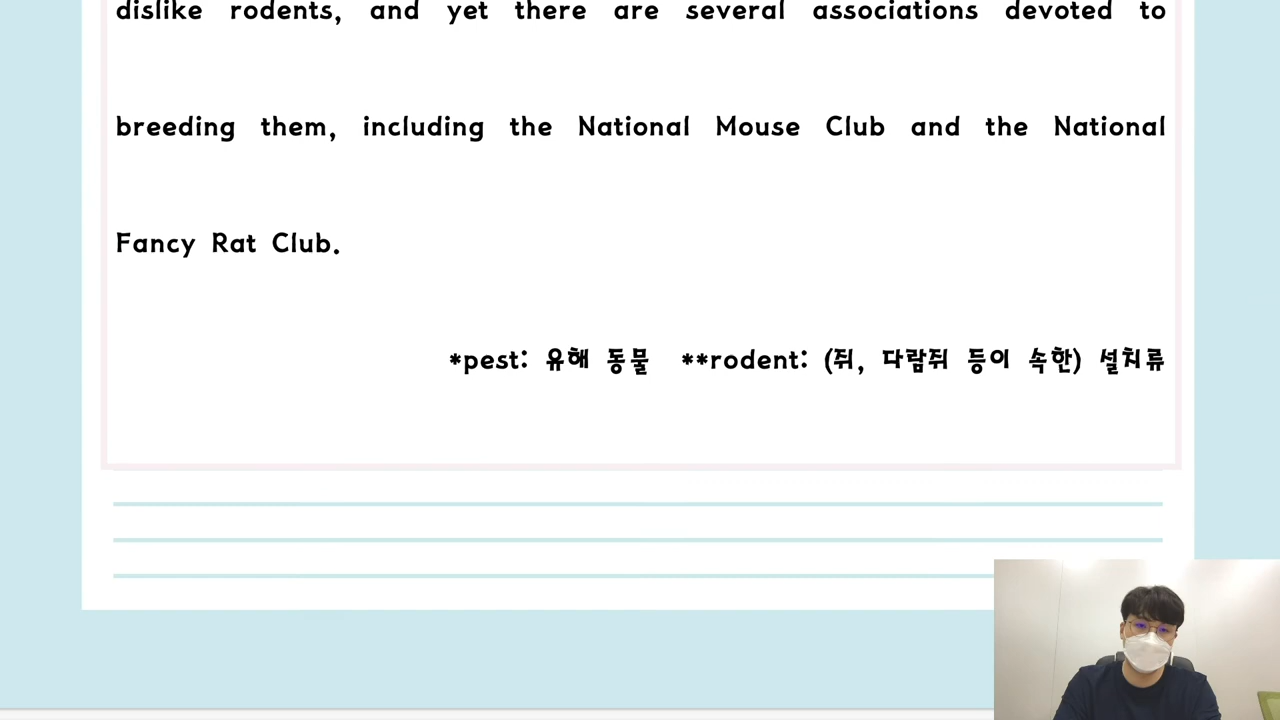 dislike rodents, and yet there are several associations devoted to
breeding them, including the National Mouse Club and the National
Fancy Rat Club.
*pest: 유해 동물 **rodent: (쥐, 다람쥐 등이 속한) 설치류